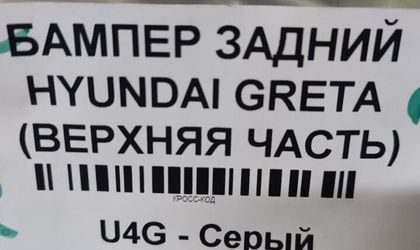 БАМПЕР ЗАДНИЙ
HYUNDAI GRETA
(ВЕРХНЯЯ ЧАСТЬ)
КРОСС-КОД
U4G - Серый